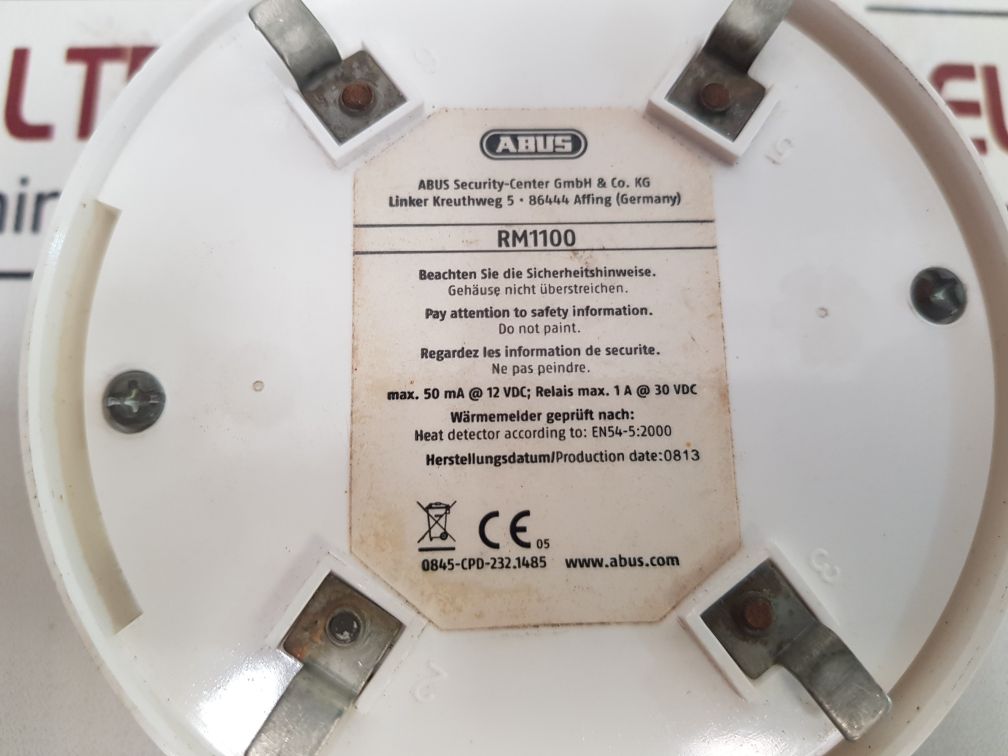 ABUS
ABUS Security-Center GmbH & Co. KG
Linker Kreuthweg 5 • 86444 Affing (Germany)
RM1100
Beachten Sie die Sicherheitshinweise.
Gehäuse nicht überstreichen.
Pay attention to safety information.
Do not paint.
Regardez les information de securite.
Ne pas peindre.
max. 50 mA @ 12 VDC; Relais max. 1 A @ 30 VDC
Wärmemelder geprüft nach:
Heat detector according to: EN54-5:2000
Herstellungsdatum/Production date:0813
CE 05
0845-CPD-232.1485 www.abus.com
5
3
2